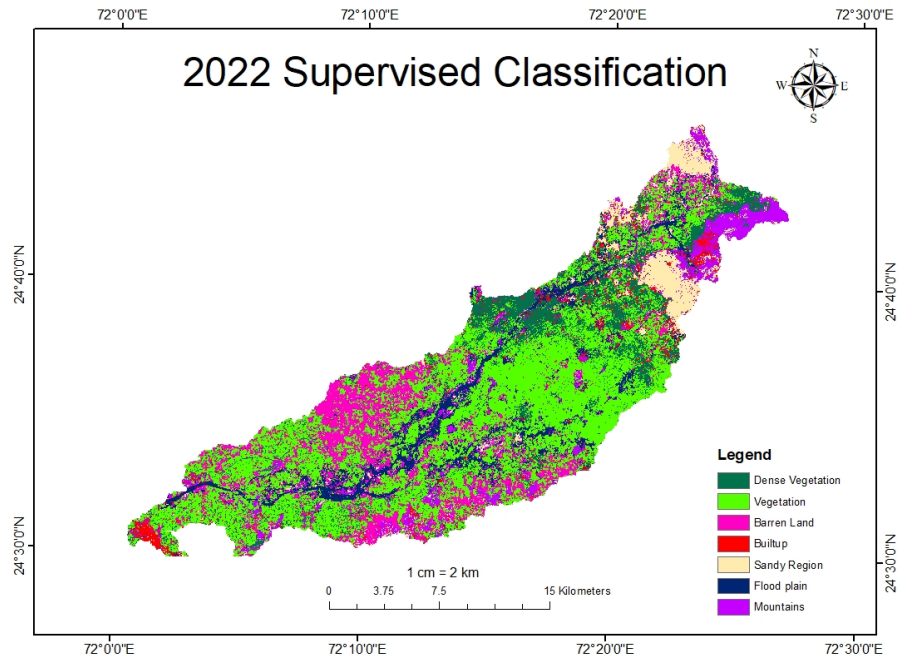 72°0'0"E 72°10'0"E 72°20'0"E 72°30'0"E
2022 Supervised Classification
N
W E
S
24°40'0"N 24°40'0"N
24°30'0"N 24°30'0"N
Legend
Dense Vegetation
Vegetation
Barren Land
Builtup
Sandy Region
Flood plain
Mountains
1 cm = 2 km
0 3.75 7.5 15 Kilometers
72°0'0"E 72°10'0"E 72°20'0"E 72°30'0"E